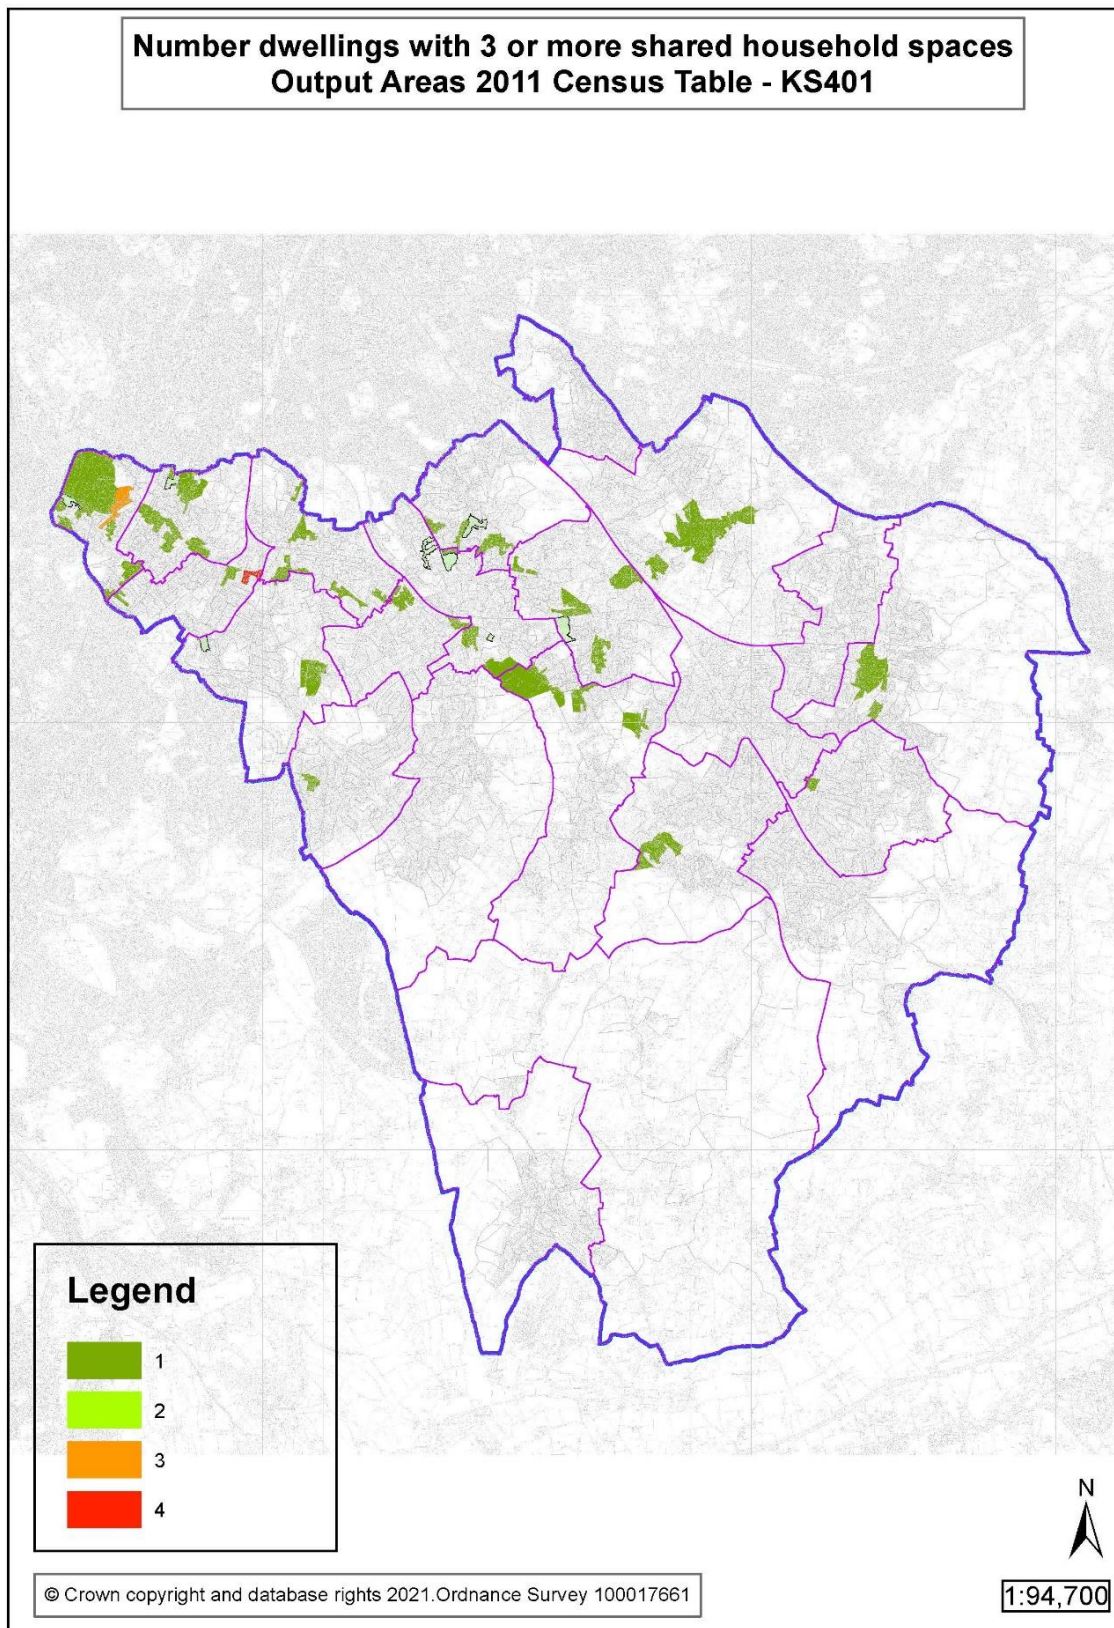 Number dwellings with 3 or more shared household spaces
Output Areas 2011 Census Table - KS401
Legend
1
2
3
4
N
© Crown copyright and database rights 2021.Ordnance Survey 100017661
1:94,700